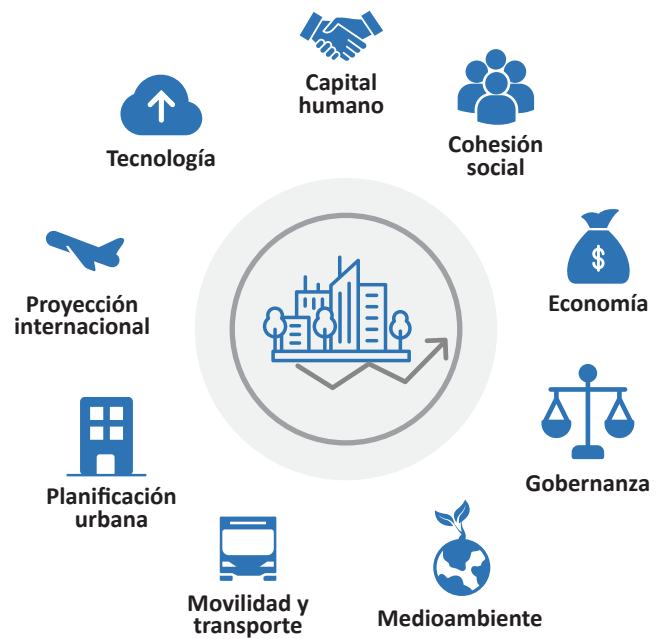 Capital
humano
Cohesión
social
Economía
$
Gobernanza
Medioambiente
Movilidad y
transporte
Planificación
urbana
Proyección
internacional
Tecnología